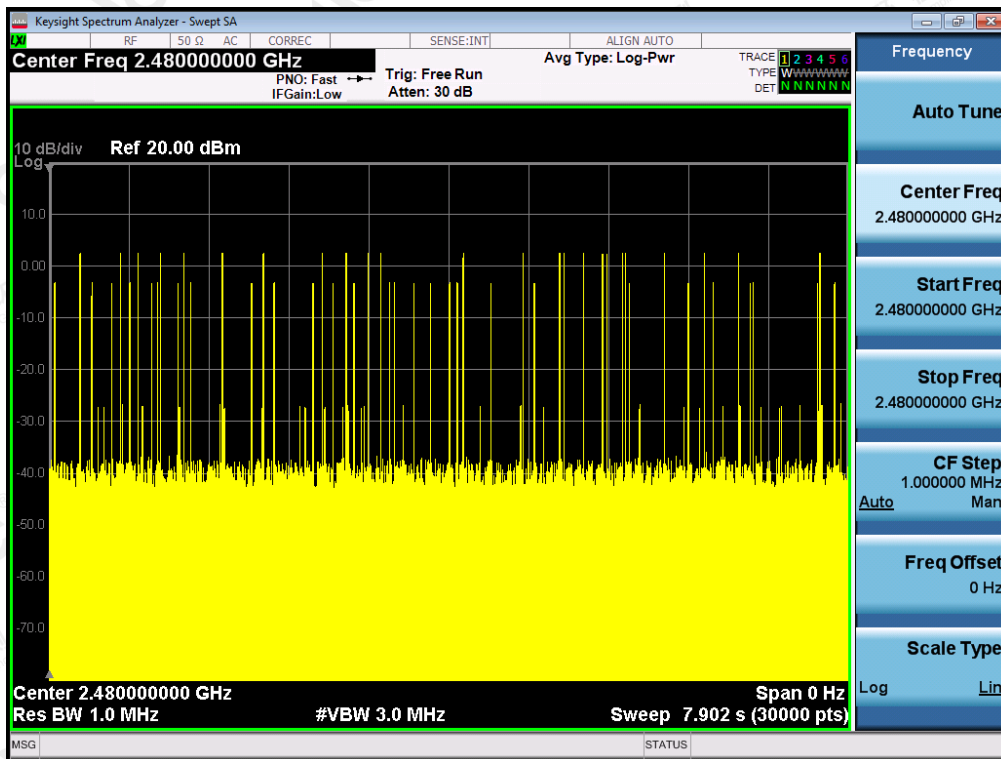 Keysight Spectrum Analyzer - Swept SA
LXI RF 50 Ω AC CORREC SENSE:INT ALIGN AUTO
Center Freq 2.480000000 GHz
PNO: Fast
IFGain:Low
Trig: Free Run
Atten: 30 dB
Avg Type: Log-Pwr
TRACE 1 2 3 4 5 6
TYPE WWWWWW
DET N N N N N N
10 dB/div Ref 20.00 dBm
Log
10.0
0.00
-10.0
-20.0
-30.0
-40.0
-50.0
-60.0
-70.0
Center 2.480000000 GHz Span 0 Hz
Res BW 1.0 MHz #VBW 3.0 MHz Sweep 7.902 s (30000 pts)
MSG STATUS
Frequency
Auto Tune
Center Freq
2.480000000 GHz
Start Freq
2.480000000 GHz
Stop Freq
2.480000000 GHz
CF Step
1.000000 MHz
Auto Man
Freq Offset
0 Hz
Scale Type
Log Lin